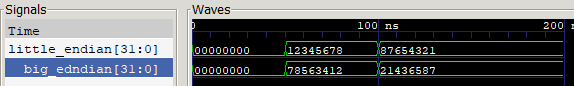 Signals Waves
Time 0 100 ns 200
little_endian[31:0] 00000000 12345678 87654321
big_edndian[31:0] 00000000 78563412 21436587